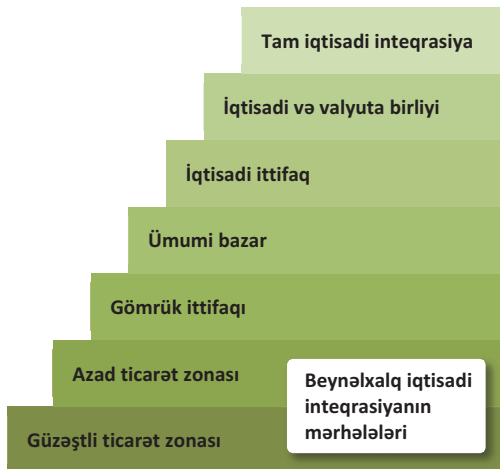 Tam iqtisadi inteqrasiya
İqtisadi və valyuta birliyi
İqtisadi ittifaq
Ümumi bazar
Gömrük ittifaqı
Azad ticarət zonası
Güzəştli ticarət zonası
Beynəlxalq iqtisadi
inteqrasiyanın
mərhələləri